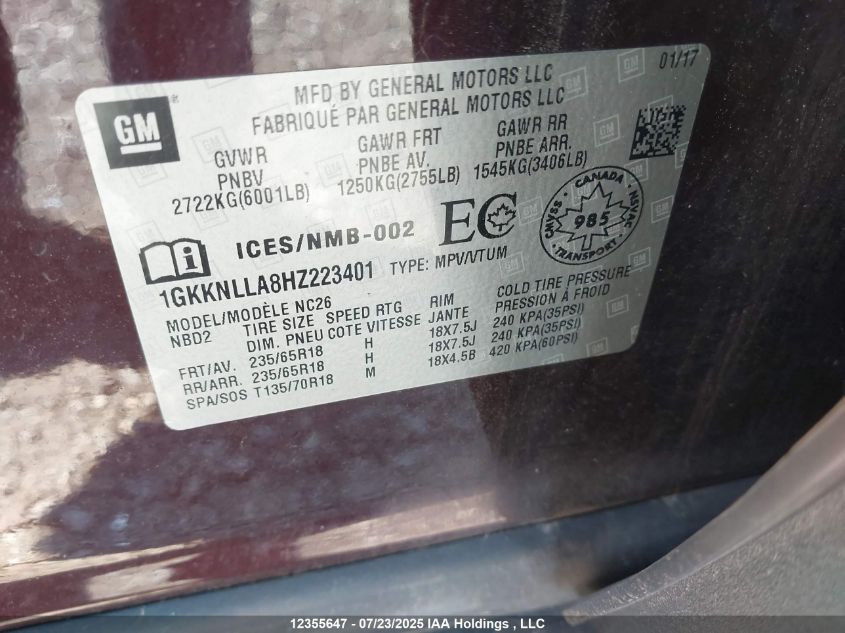 MFD BY GENERAL MOTORS LLC
01/17
FABRIQUÉ PAR GENERAL MOTORS LLC
GM
GVWR GAWR FRT GAWR RR
PNBV PNBE AV. PNBE ARR.
2722KG(6001LB) 1250KG(2755LB) 1545KG(3406LB)
ICES/NMB-002 EC
CANADA 985 TRANSPORT NSVAC SSANC
1GKKNLLA8HZ223401 TYPE: MPV/VTUM
MODEL/MODÈLE NC26
NBD2 TIRE SIZE SPEED RTG RIM COLD TIRE PRESSURE
DIM. PNEU COTE VITESSE JANTE PRESSION À FROID
FRT/AV. 235/65R18 H 18X7.5J 240 KPA(35PSI)
RR/ARR. 235/65R18 H 18X7.5J 240 KPA(35PSI)
SPA/SOS T135/70R18 M 18X4.5B 420 KPA(60PSI)
12355647 - 07/23/2025 IAA Holdings , LLC